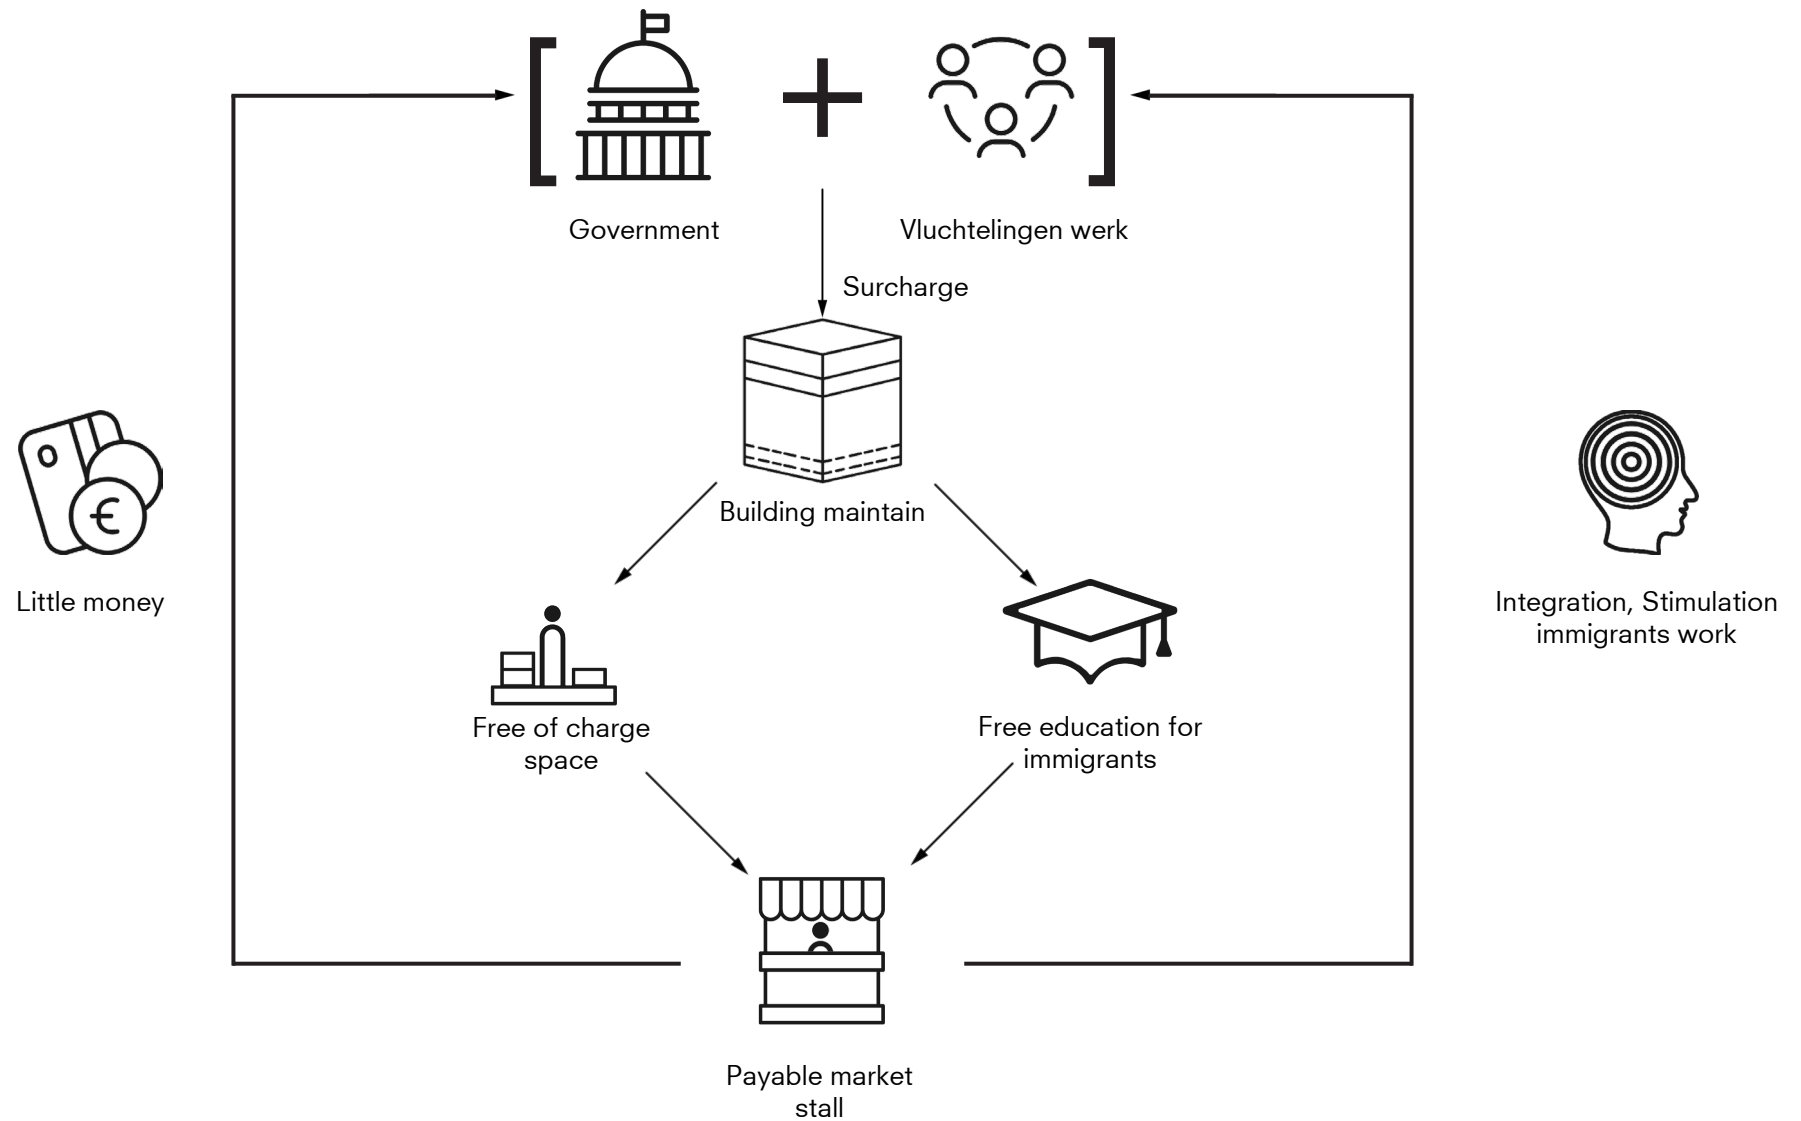 Government
Vluchtelingen werk
Surcharge
Building maintain
€
Little money
Integration, Stimulation
immigrants work
Free of charge
space
Free education for
immigrants
Payable market
stall